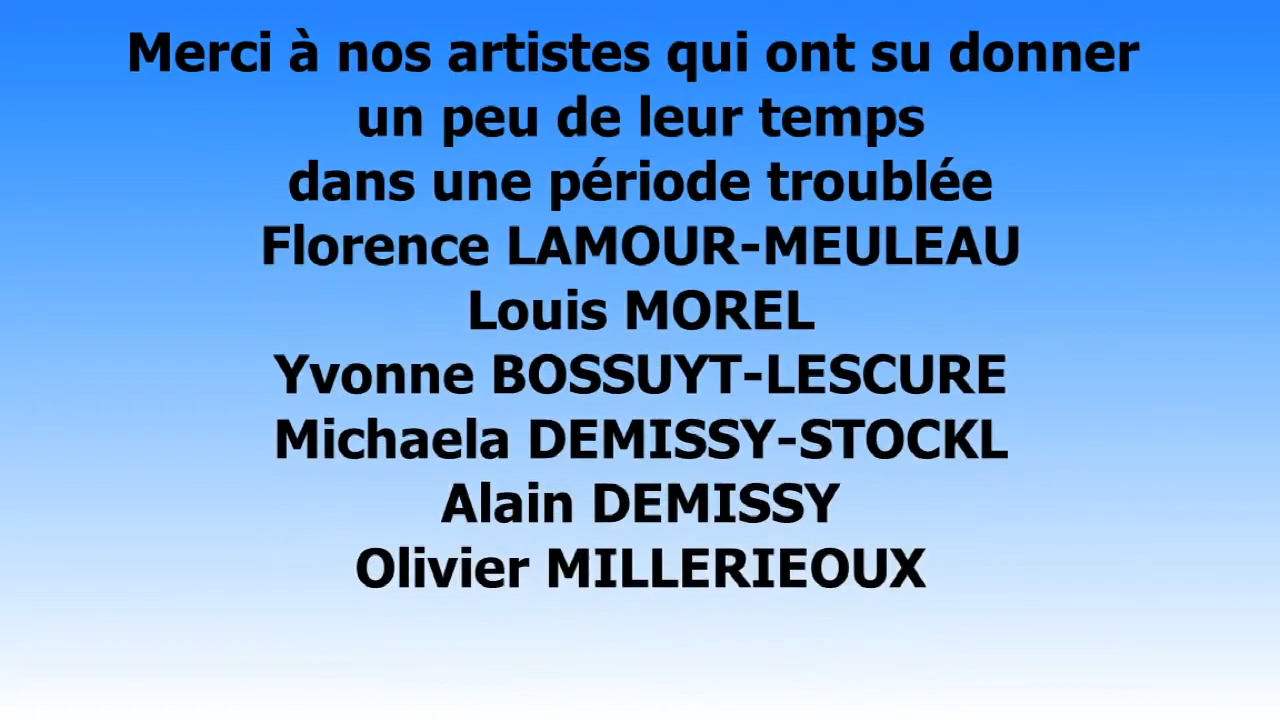 Merci à nos artistes qui ont su donner
un peu de leur temps
dans une période troublée
Florence LAMOUR-MEULEAU
Louis MOREL
Yvonne BOSSUYT-LESCURE
Michaela DEMISSY-STOCKL
Alain DEMISSY
Olivier MILLERIEOUX